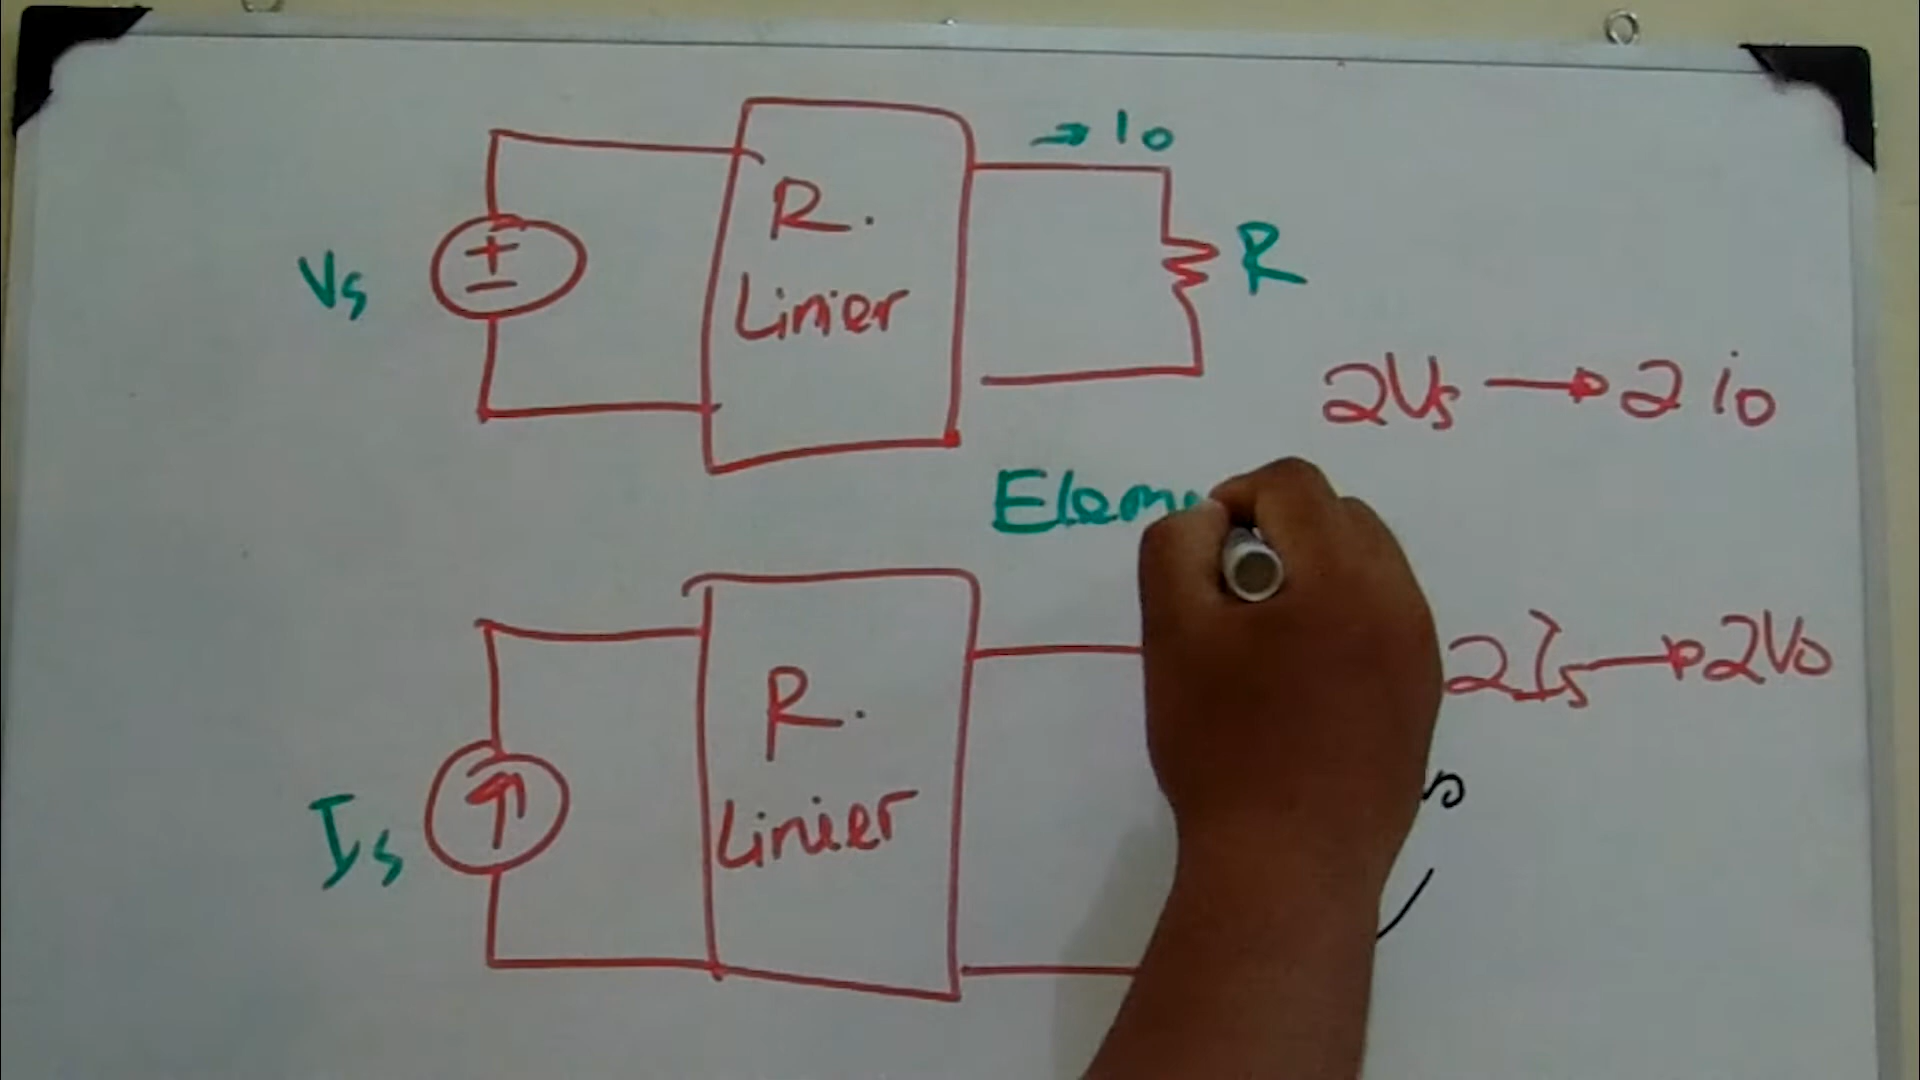 → Io
Vs
+
−
R.
Linier
R
2Vs → 2 io
Elem
R.
Linier
2Is → 2Vo
Is